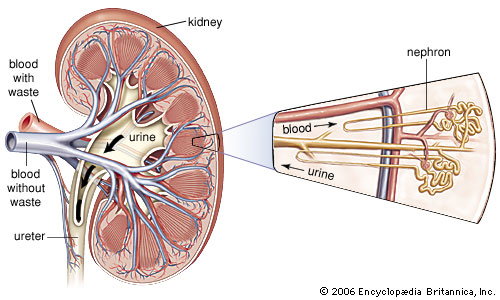 kidney
blood
with
waste
urine
blood
without
waste
ureter
nephron
blood
urine
© 2006 Encyclopædia Britannica, Inc.